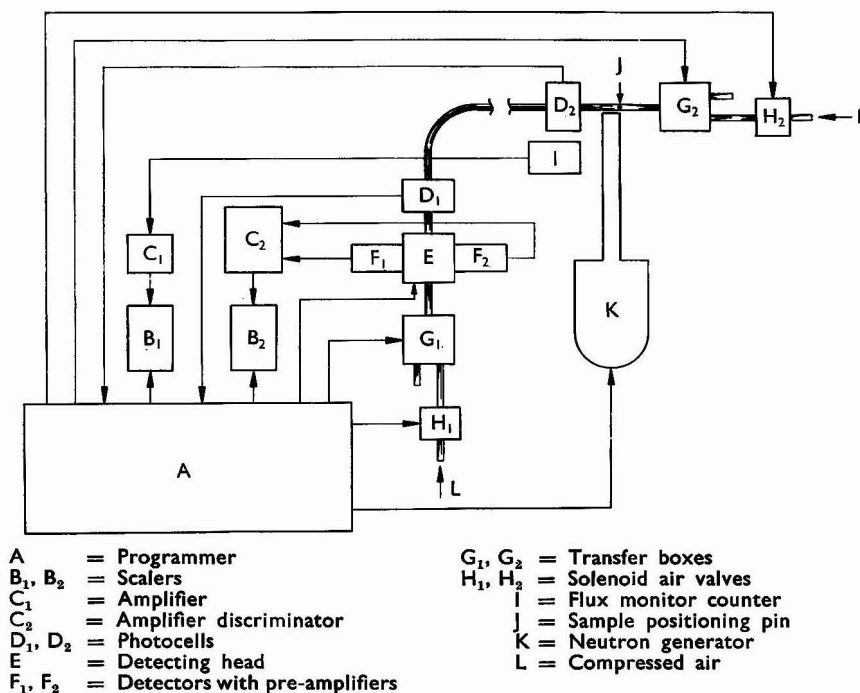 J
D₂
G₂
H₂
I
D₁
C₁
C₂
F₁
E
F₂
K
B₁
B₂
G₁
H₁
A
L
A = Programmer
B₁, B₂ = Scalers
C₁ = Amplifier
C₂ = Amplifier discriminator
D₁, D₂ = Photocells
E = Detecting head
F₁, F₂ = Detectors with pre-amplifiers
G₁, G₂ = Transfer boxes
H₁, H₂ = Solenoid air valves
I = Flux monitor counter
J = Sample positioning pin
K = Neutron generator
L = Compressed air